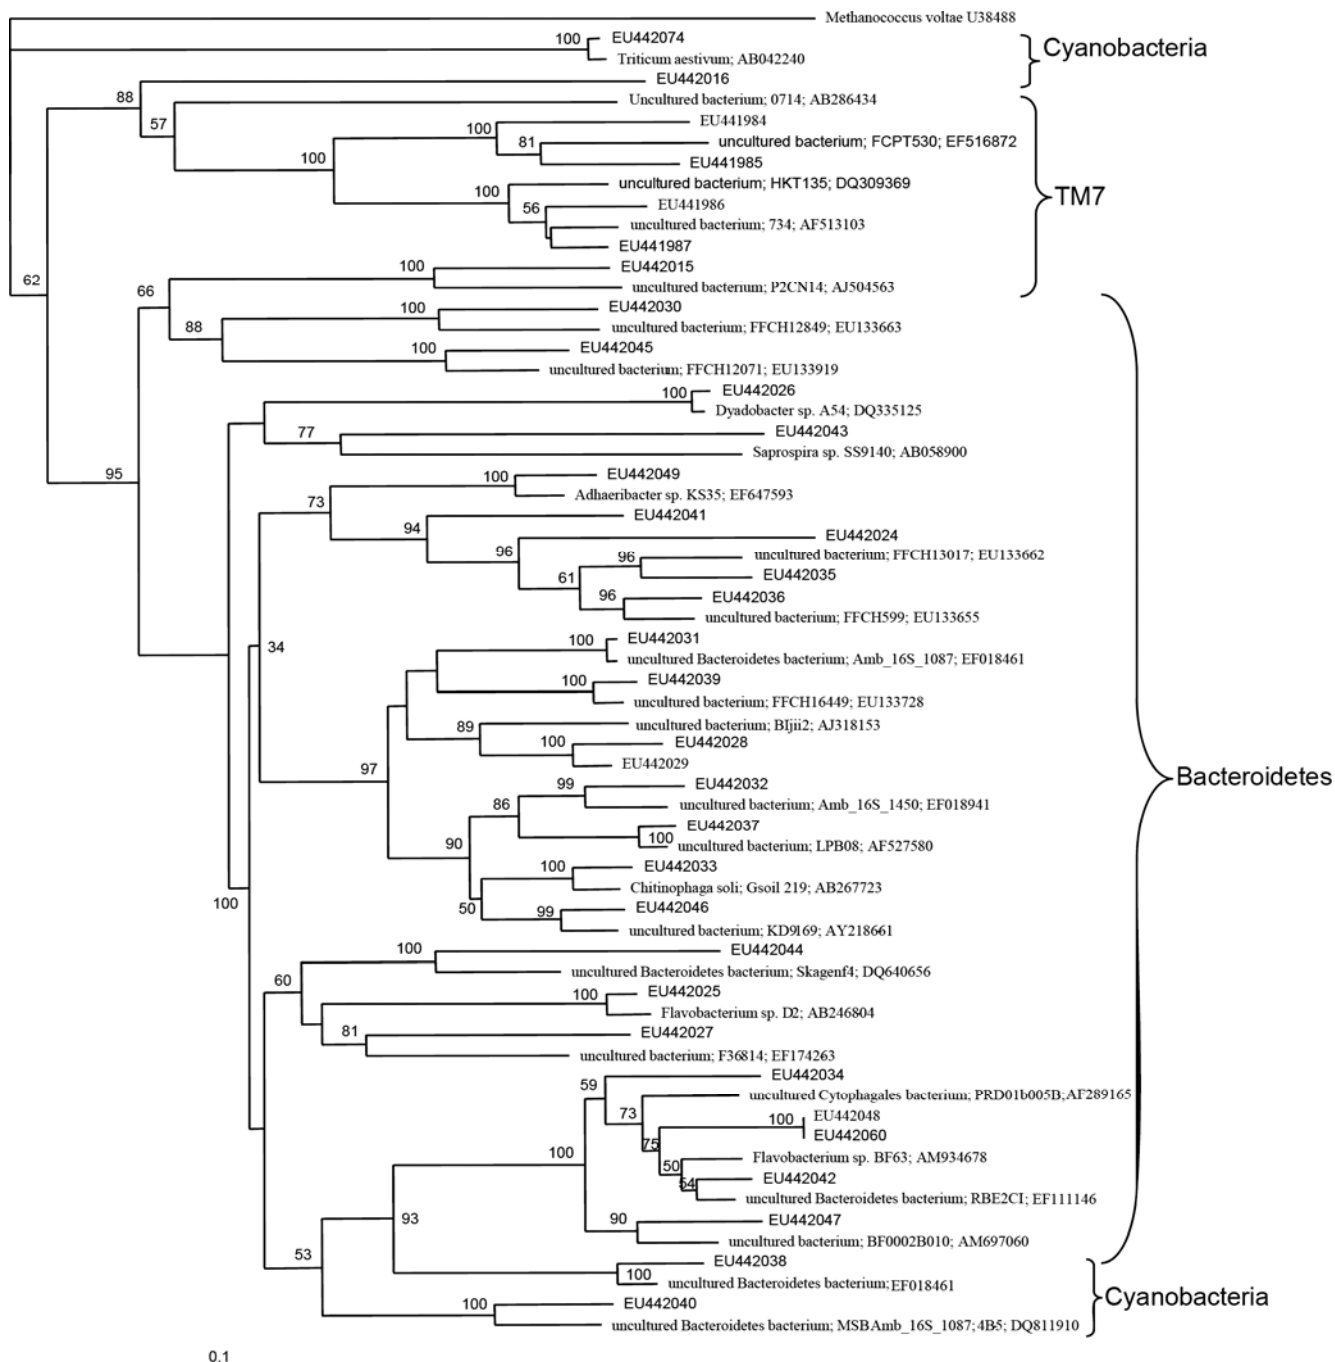 Methanococcus voltae U38488
100 EU442074
Triticum aestivum; AB042240
Cyanobacteria
EU442016
88
Uncultured bacterium; 0714; AB286434
57
100 EU441984
81 uncultured bacterium; FCPT530; EF516872
100 EU441985
100 uncultured bacterium; HKT135; DQ309369
TM7
56 EU441986
uncultured bacterium; 734; AF513103
EU441987
100 EU442015
62 66
uncultured bacterium; P2CN14; AJ504563
100 EU442030
88 uncultured bacterium; FFCH12849; EU133663
100 EU442045
uncultured bacterium; FFCH12071; EU133919
100 EU442026
Dyadobacter sp. A54; DQ335125
77 EU442043
Saprospira sp. SS9140; AB058900
95
100 EU442049
73 Adhaeribacter sp. KS35; EF647593
EU442041
94
EU442024
96 96 uncultured bacterium; FFCH13017; EU133662
61 EU442035
96 EU442036
uncultured bacterium; FFCH599; EU133655
34
100 EU442031
uncultured Bacteroidetes bacterium; Amb_16S_1087; EF018461
100 EU442039
uncultured bacterium; FFCH16449; EU133728
89 uncultured bacterium; BIjii2; AJ318153
100 EU442028
EU442029
97
Bacteroidetes
99 EU442032
86 uncultured bacterium; Amb_16S_1450; EF018941
EU442037
90 100
uncultured bacterium; LPB08; AF527580
100 EU442033
Chitinophaga soli; Gsoil 219; AB267723
100 50 99 EU442046
uncultured bacterium; KD9169; AY218661
100 EU442044
60 uncultured Bacteroidetes bacterium; Skagenf4; DQ640656
100 EU442025
Flavobacterium sp. D2; AB246804
81 EU442027
uncultured bacterium; F36814; EF174263
59 EU442034
uncultured Cytophagales bacterium; PRD01b005B;AF289165
73 100 EU442048
EU442060
75
100 50 Flavobacterium sp. BF63; AM934678
54 EU442042
uncultured Bacteroidetes bacterium; RBE2CI; EF111146
93 90 EU442047
uncultured bacterium; BF0002B010; AM697060
53 EU442038
100
uncultured Bacteroidetes bacterium;EF018461
Cyanobacteria
100 EU442040
uncultured Bacteroidetes bacterium; MSBAmb_16S_1087;4B5; DQ811910
0.1